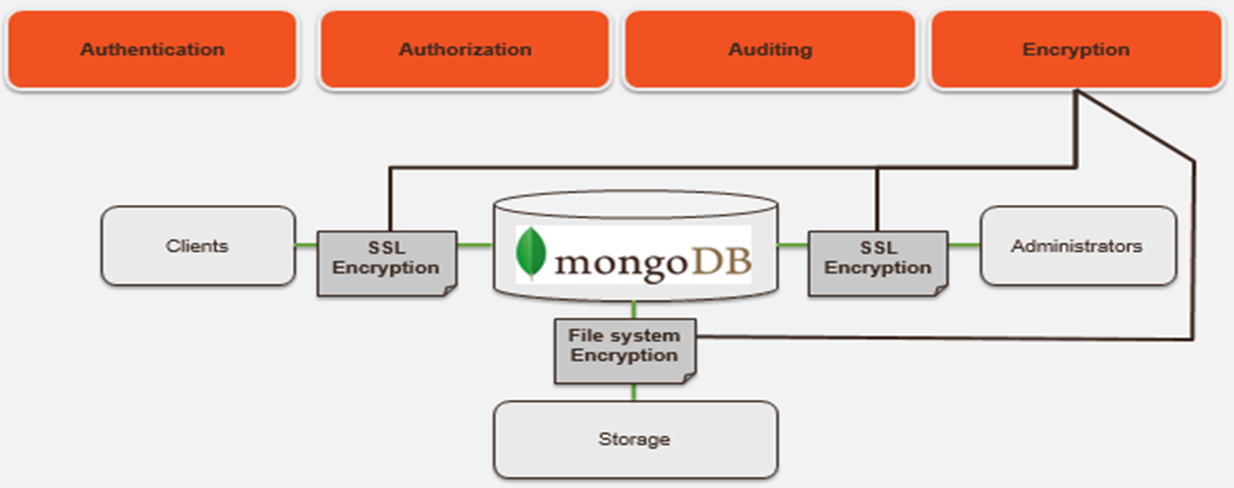 Authentication
Authorization
Auditing
Encryption
Clients
SSL
Encryption
mongoDB
SSL
Encryption
Administrators
File system
Encryption
Storage